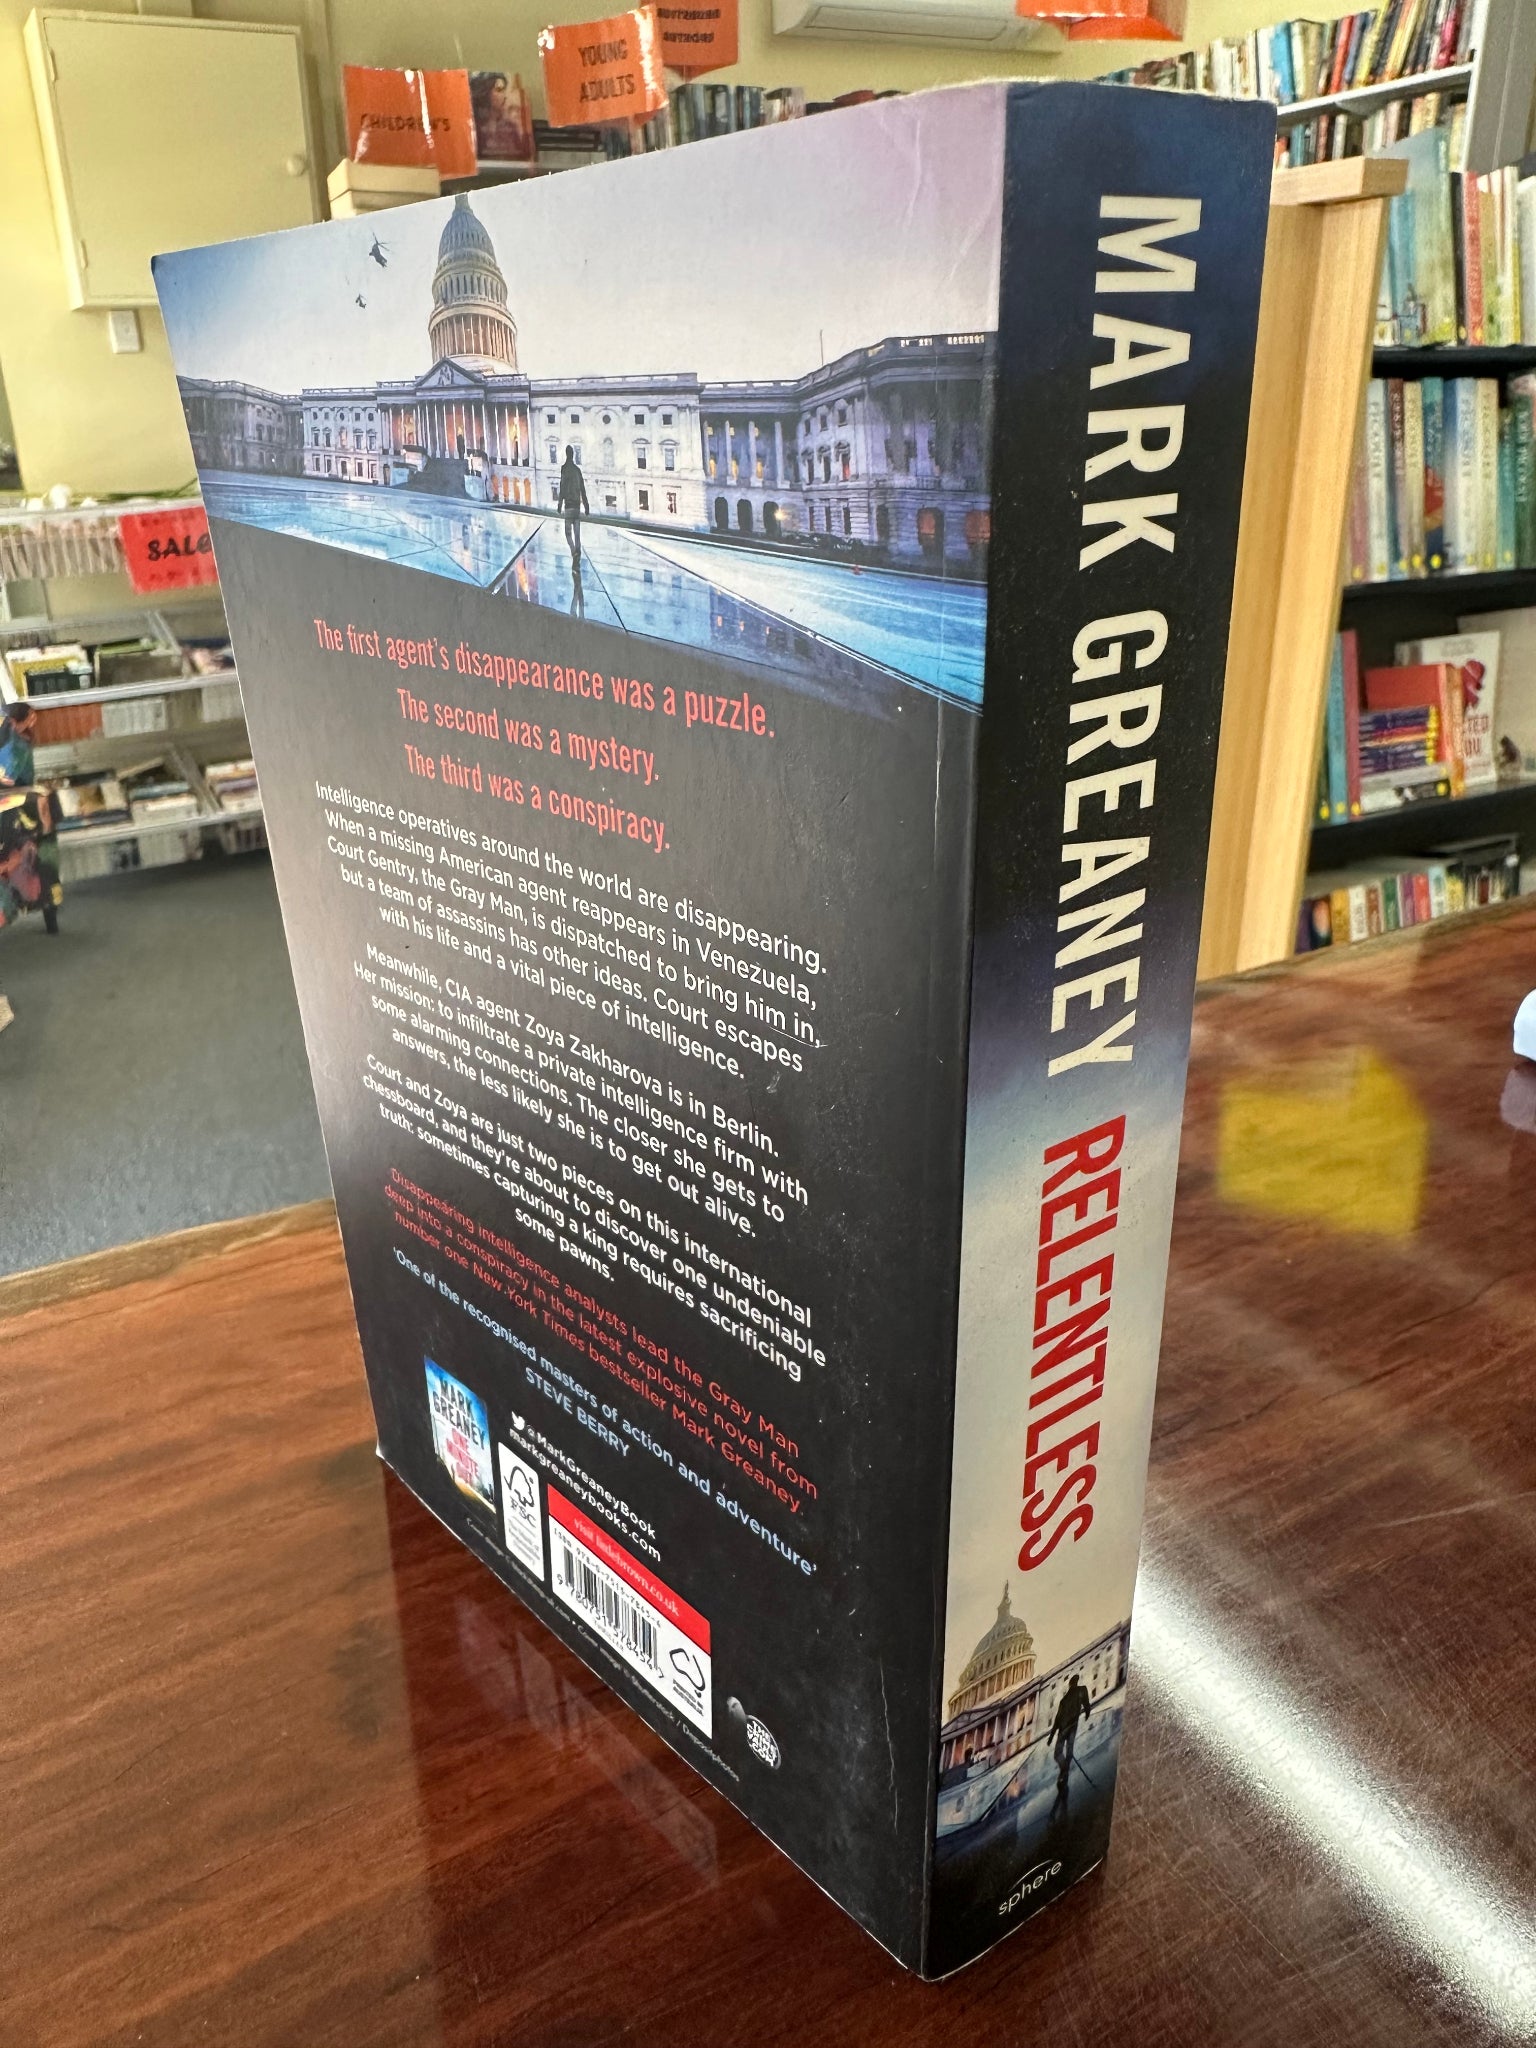 CHILDREN'S
YOUNG
ADULTS
AUTHORS
SALE
The first agent's disappearance was a puzzle.
The second was a mystery.
The third was a conspiracy.
Intelligence operatives around the world are disappearing.
When a missing American agent reappears in Venezuela,
Court Gentry, the Gray Man, is dispatched to bring him in,
but a team of assassins has other ideas. Court escapes
with his life and a vital piece of intelligence.
Meanwhile, CIA agent Zoya Zakharova is in Berlin.
Her mission: to infiltrate a private intelligence firm with
some alarming connections. The closer she gets to
answers, the less likely she is to get out alive.
Court and Zoya are just two pieces on this international
chessboard, and they're about to discover one undeniable
truth: sometimes capturing a king requires sacrificing
some pawns.
Disappearing intelligence analysts lead the Gray Man
deep into a conspiracy in the latest explosive novel from
number one New York Times bestseller Mark Greaney.
'One of the recognised masters of action and adventure'
STEVE BERRY
MARK
GREANEY
ONE
MINUTE
OUT
@MarkGreaneyBook
markgreaneybooks.com
FSC
visit littlebrown.co.uk
MARK GREANEY RELENTLESS
sphere